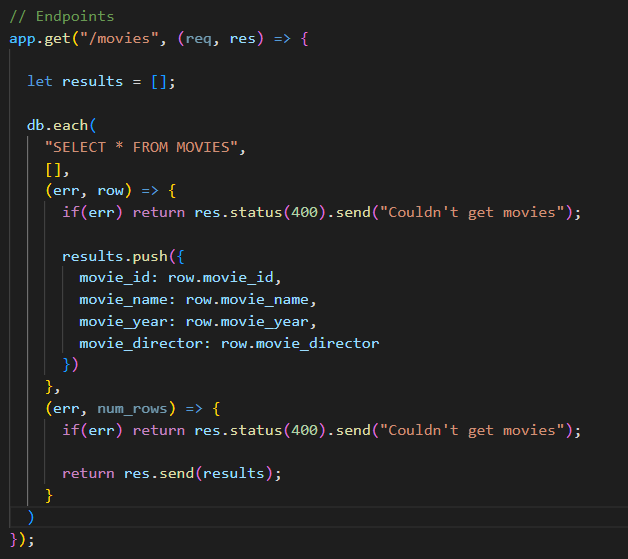 // Endpoints
app.get("/movies", (req, res) => {
let results = [];
db.each(
"SELECT * FROM MOVIES",
[],
(err, row) => {
if(err) return res.status(400).send("Couldn't get movies");
results.push({
movie_id: row.movie_id,
movie_name: row.movie_name,
movie_year: row.movie_year,
movie_director: row.movie_director
})
},
(err, num_rows) => {
if(err) return res.status(400).send("Couldn't get movies");
return res.send(results);
}
)
});